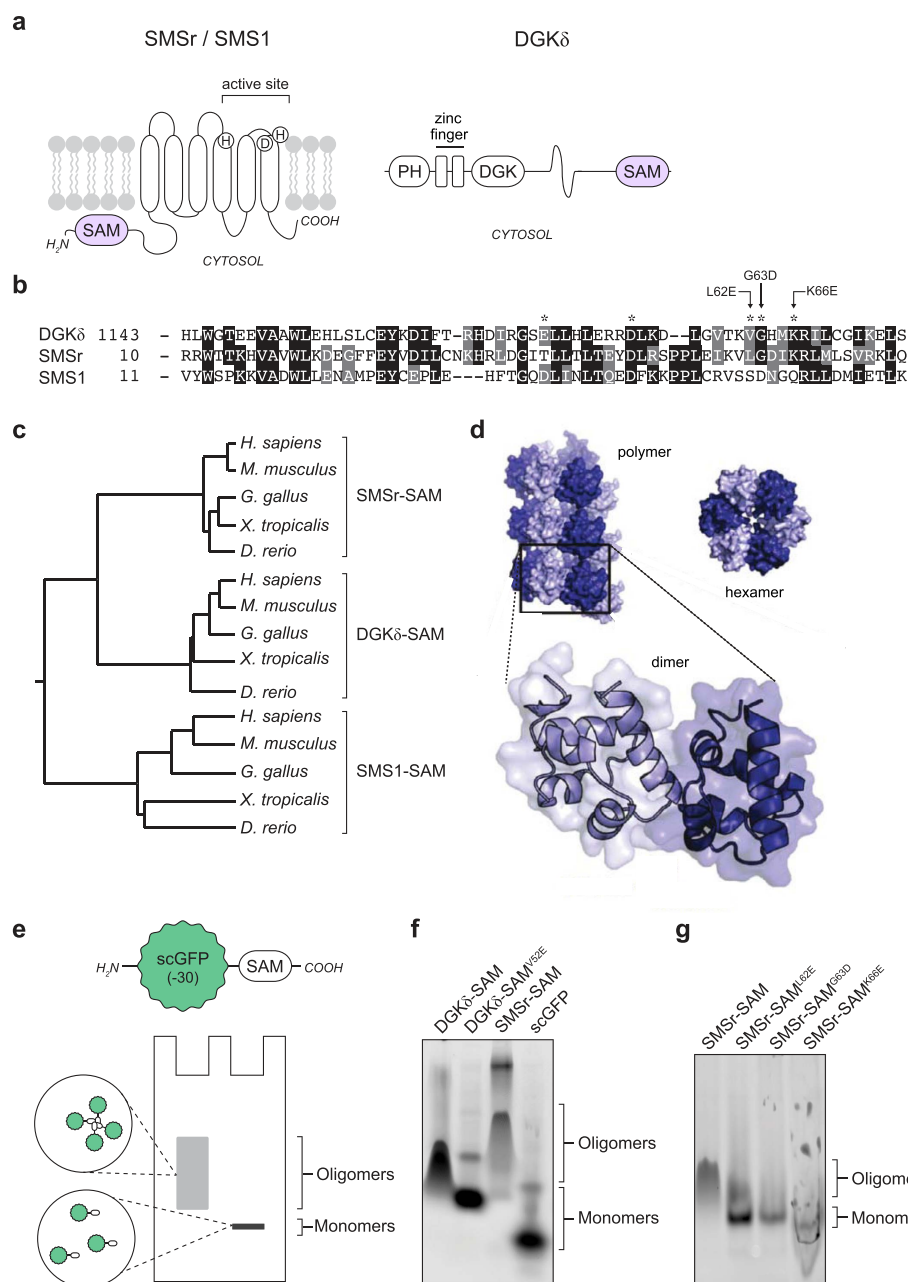 a
SMSr / SMS1
DGKδ
active site
H
D
H
SAM
H2N
COOH
CYTOSOL
zinc
finger
PH
DGK
SAM
CYTOSOL
b
G63D
L62E
K66E
* * * * *
DGKδ 1143 - HLWGTEEVAAWLEHLSLCEYKDIFT-RHDIRGSELLHLERRDLKD--LGVTKVGHMKRILCGIKELS
SMSr 10 - RRWTTKHVAVWLKDEGFFEYVDILCNKHRLDGITLLTLTEYDLRSPPLEIKVLGDIKRLMLSVRKLQ
SMS1 11 - VYWSPKKVADWLLENAMPEYCEPLE---HFTGQDLINLTQEDFKKPPLCRVSSDNGQRLLDMIETLK
c
H. sapiens
M. musculus
G. gallus
X. tropicalis
D. rerio
SMSr-SAM
H. sapiens
M. musculus
G. gallus
X. tropicalis
D. rerio
DGKδ-SAM
H. sapiens
M. musculus
G. gallus
X. tropicalis
D. rerio
SMS1-SAM
d
polymer
hexamer
dimer
e
H2N
scGFP
(-30)
SAM
COOH
Oligomers
Monomers
f
DGKδ-SAM
DGKδ-SAMV52E
SMSr-SAM
scGFP
Oligomers
Monomers
g
SMSr-SAM
SMSr-SAML62E
SMSr-SAMG63D
SMSr-SAMK66E
Oligome
Monom